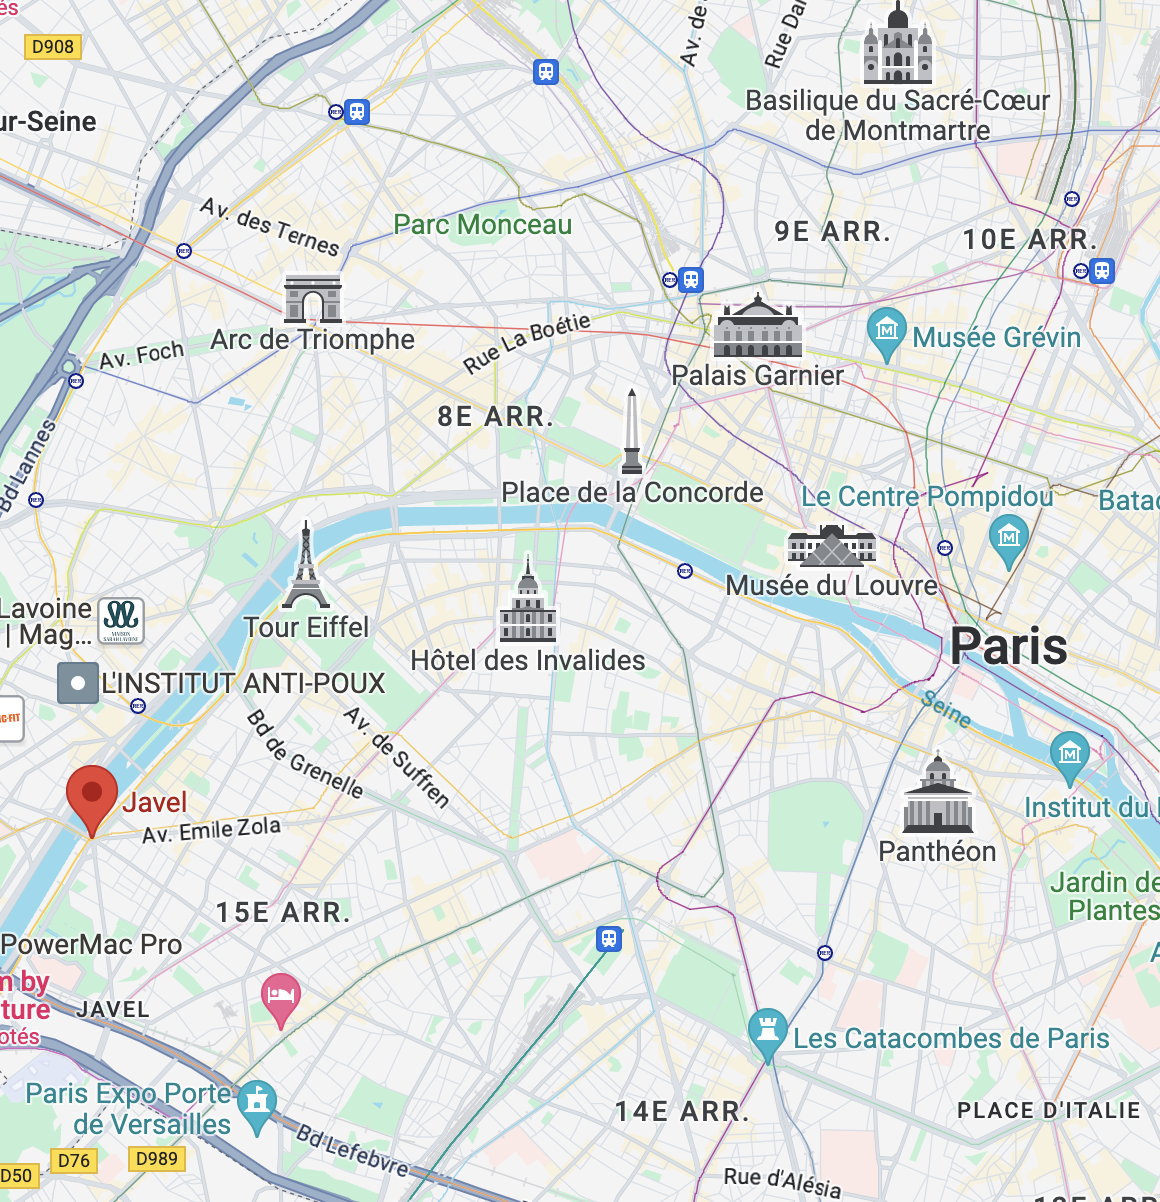 és
D908
Av. de
Rue Dar
ur-Seine
Basilique du Sacré-Cœur
de Montmartre
Av. des Ternes
Parc Monceau
9E ARR.
10E ARR.
Arc de Triomphe
Av. Foch
Rue La Boétie
Musée Grévin
Palais Garnier
8E ARR.
Bd Lannes
Place de la Concorde
Le Centre Pompidou
Batac
Musée du Louvre
Lavoine
| Mag...
Tour Eiffel
Hôtel des Invalides
Paris
L'INSTITUT ANTI-POUX
Seine
Bd de Grenelle
Av. de Suffren
Javel
Av. Emile Zola
Institut du
Panthéon
Jardin de
Plantes
15E ARR.
PowerMac Pro
m by
ture
otés
JAVEL
Les Catacombes de Paris
Paris Expo Porte
de Versailles
14E ARR.
PLACE D'ITALIE
Bd Lefebvre
D76
D989
D50
Rue d'Alésia